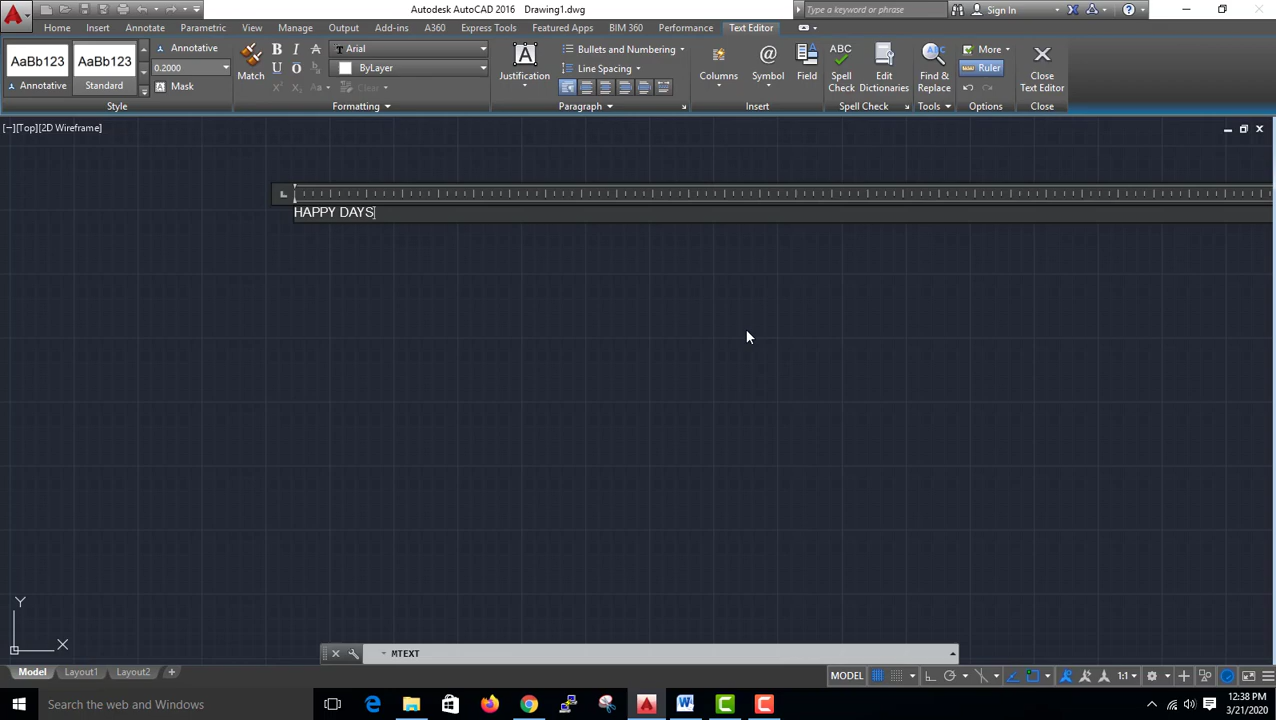 Autodesk AutoCAD 2016 Drawing1.dwg
Type a keyword or phrase
Sign In
Home Insert Annotate Parametric View Manage Output Add-ins A360 Express Tools Featured Apps BIM 360 Performance Text Editor
AaBb123
Annotative
AaBb123
Standard
Annotative
0.2000
Mask
Style
Match
B I A
U O
Aa
Clear
Arial
ByLayer
Formatting
A
Justification
Bullets and Numbering
Line Spacing
Paragraph
Columns
@
Symbol
Field
Insert
ABC
Spell
Check
Edit
Dictionaries
Spell Check
Find &
Replace
Tools
More
Ruler
Options
Close
Text Editor
Close
[−][Top][2D Wireframe]
HAPPY DAYS
Y
X
MTEXT
Model Layout1 Layout2 +
MODEL
1:1
Search the web and Windows
12:38 PM
3/21/2020